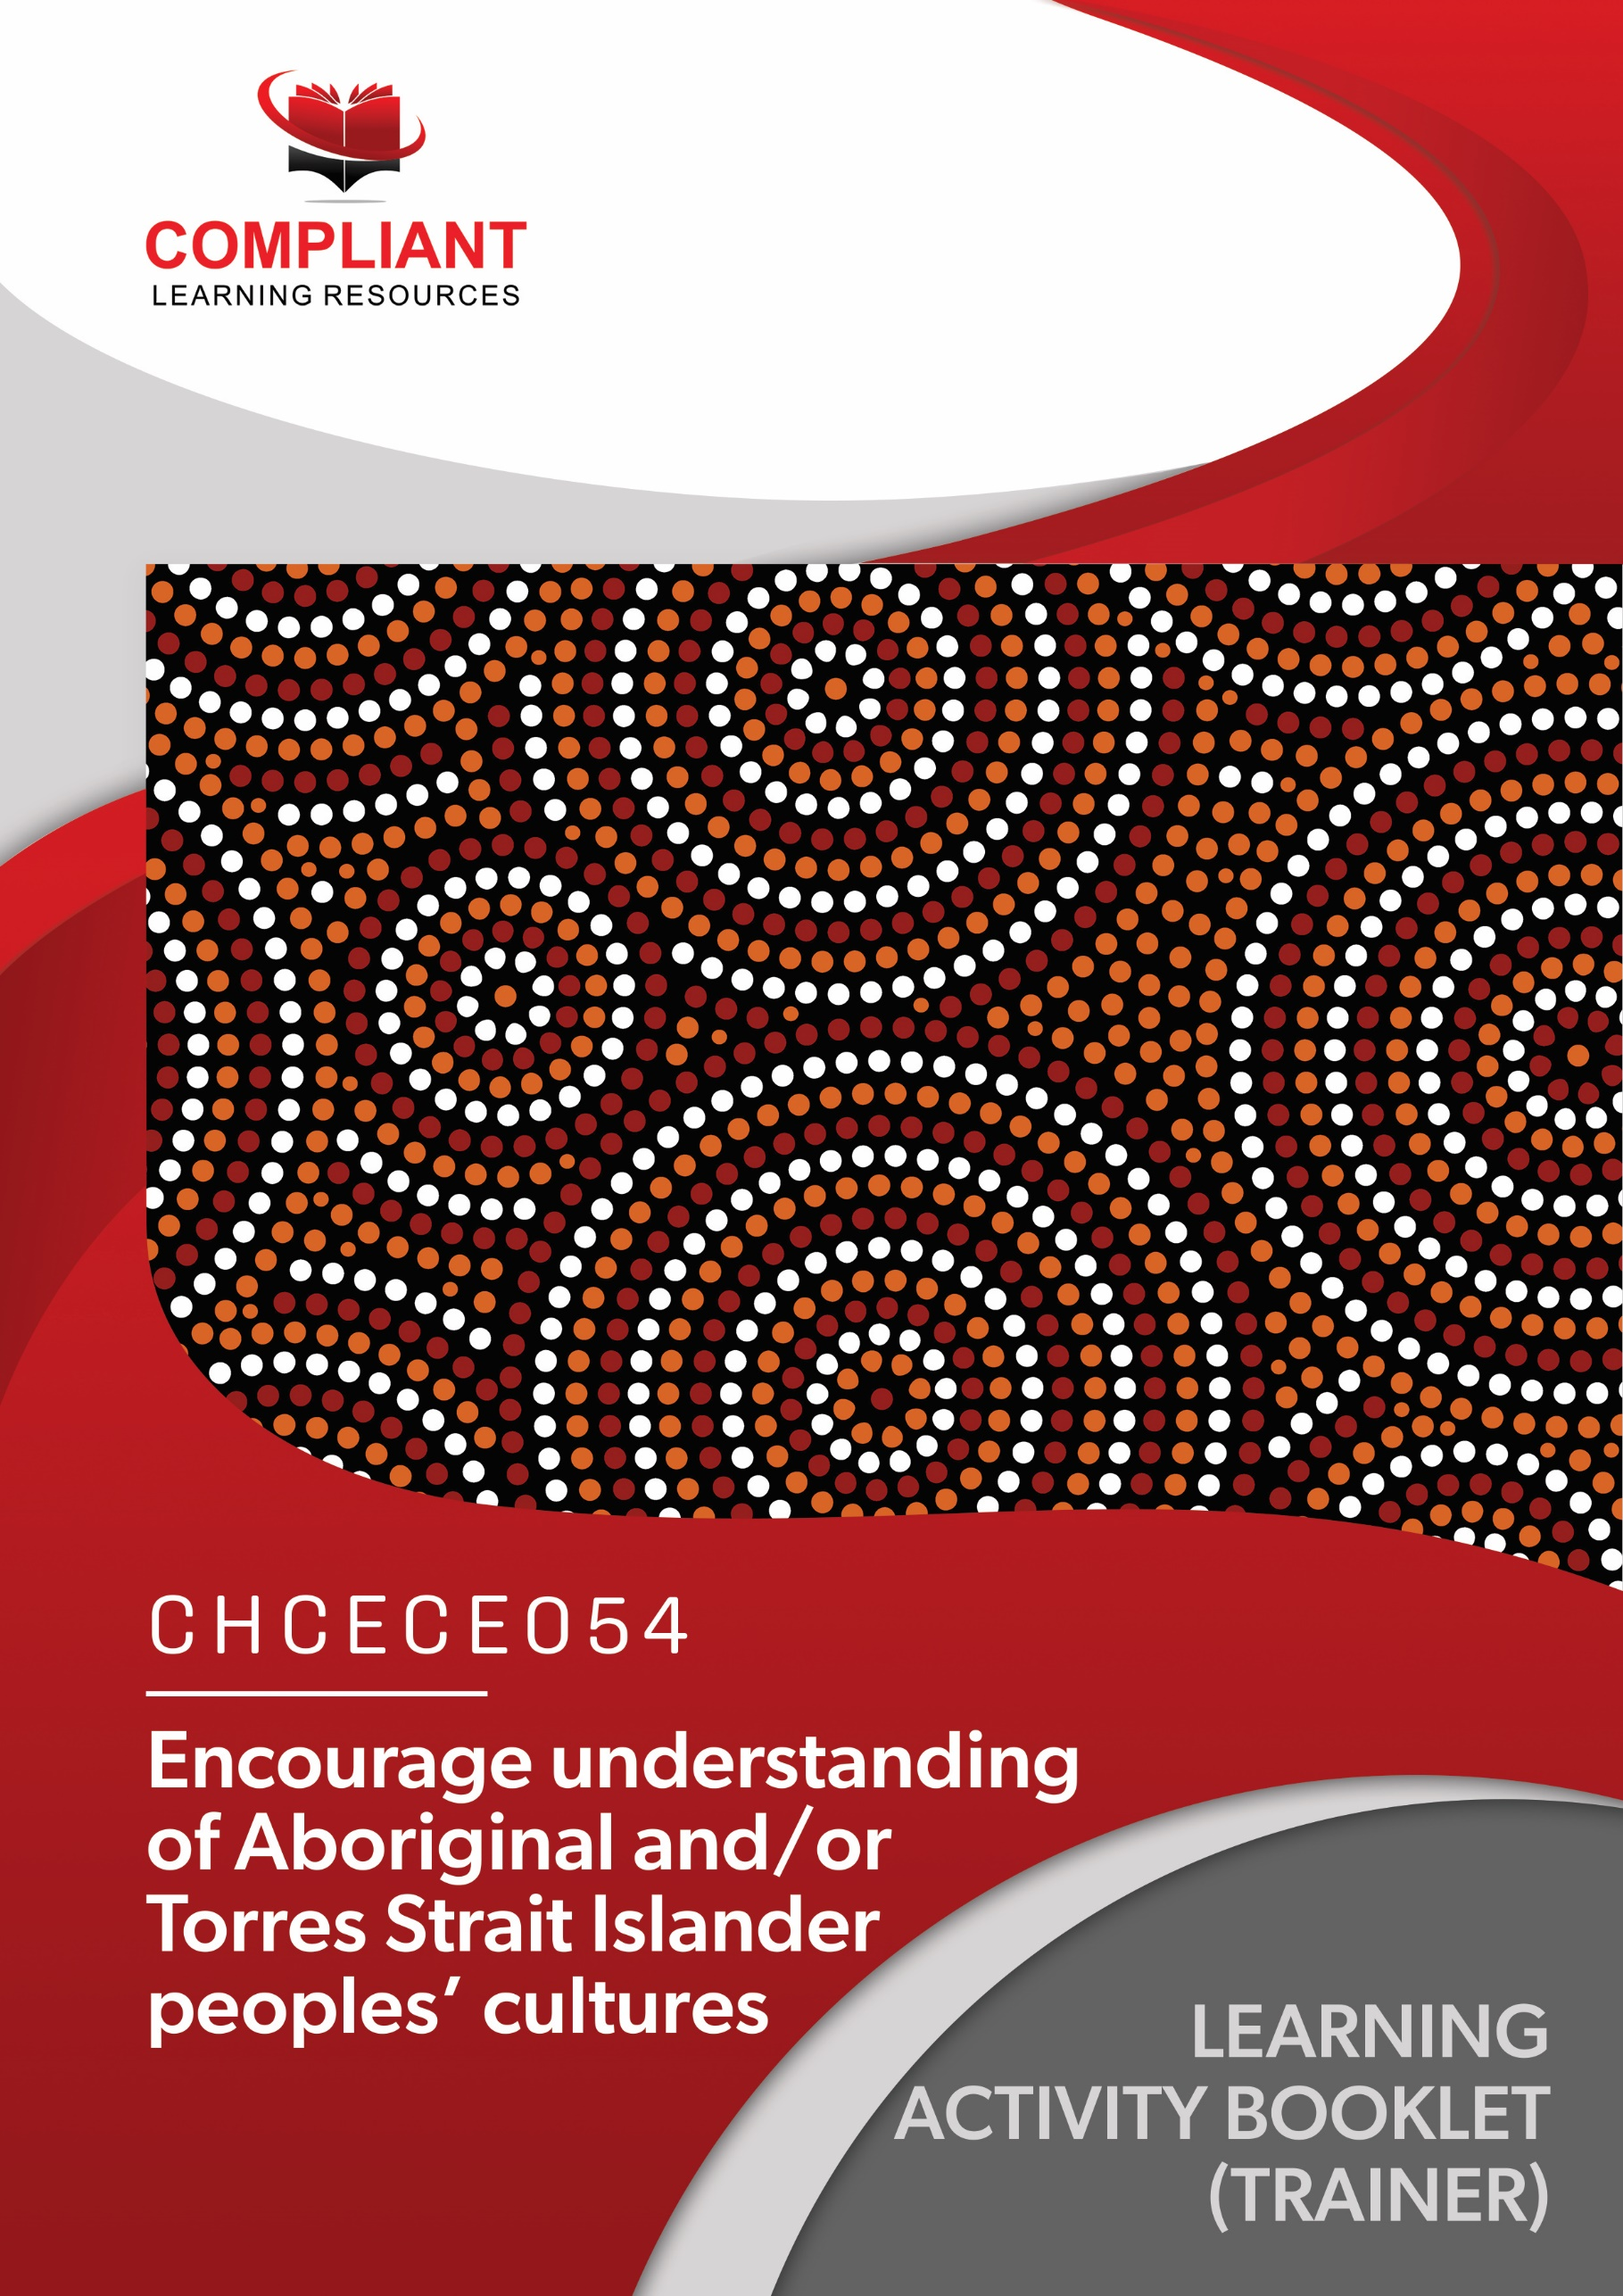 COMPLIANT
LEARNING RESOURCES
CHCECE054
Encourage understanding
of Aboriginal and/or
Torres Strait Islander
peoples’ cultures
LEARNING
ACTIVITY BOOKLET
(TRAINER)